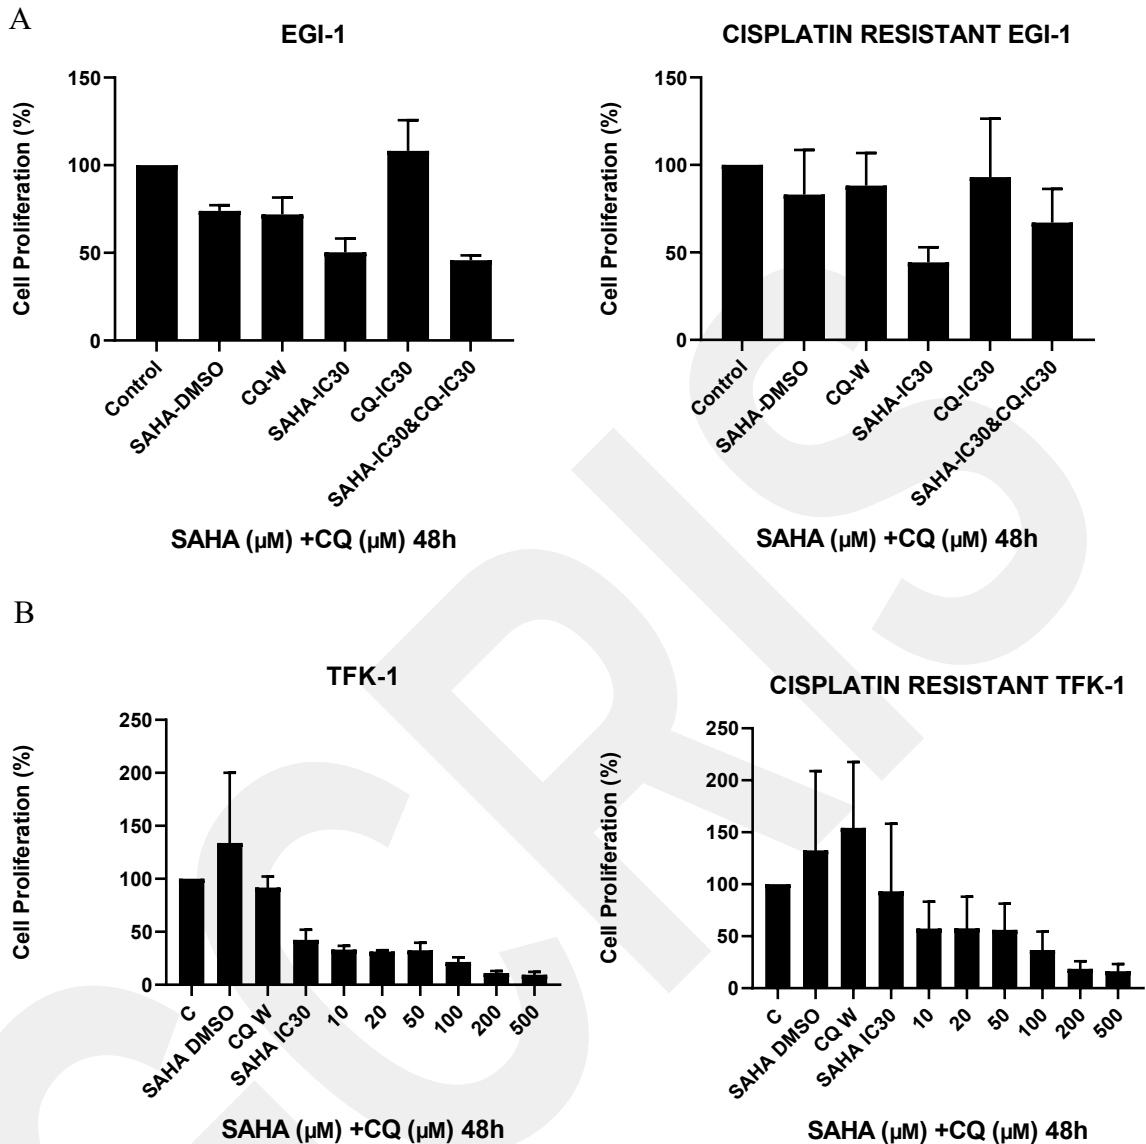 A
EGI-1
CISPLATIN RESISTANT EGI-1
Cell Proliferation (%)
150
100
50
0
Control
SAHA-DMSO
CQ-W
SAHA-IC30
CQ-IC30
SAHA-IC30&CQ-IC30
SAHA (µM) +CQ (µM) 48h
Cell Proliferation (%)
150
100
50
0
Control
SAHA-DMSO
CQ-W
SAHA-IC30
CQ-IC30
SAHA-IC30&CQ-IC30
SAHA (µM) +CQ (µM) 48h
B
TFK-1
CISPLATIN RESISTANT TFK-1
Cell Proliferation (%)
250
200
150
100
50
0
C
SAHA DMSO
CQ W
SAHA IC30
10
20
50
100
200
500
SAHA (µM) +CQ (µM) 48h
Cell Proliferation (%)
250
200
150
100
50
0
C
SAHA DMSO
CQ W
SAHA IC30
10
20
50
100
200
500
SAHA (µM) +CQ (µM) 48h
CCRIS